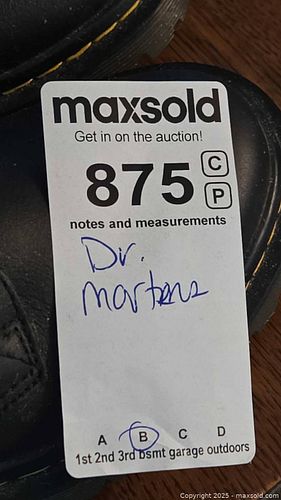 maxsold
Get in on the auction!
875 C
P
notes and measurements
Dr.
Martens
A B C D
1st 2nd 3rd bsmt garage outdoors
Copyright © 2025 - maxsold.com